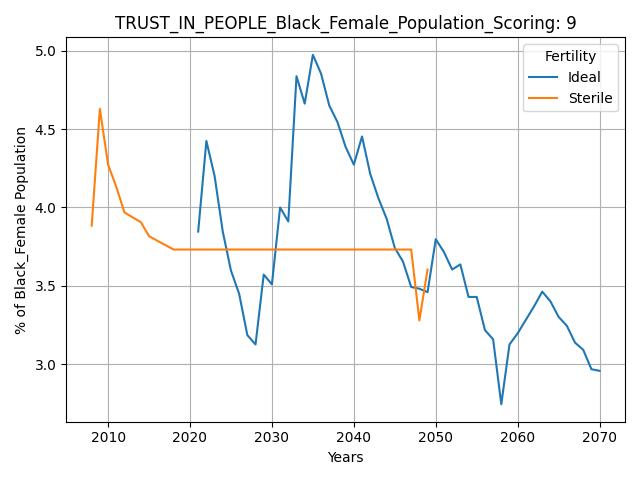 TRUST_IN_PEOPLE_Black_Female_Population_Scoring: 9
% of Black_Female Population
5.0
4.5
4.0
3.5
3.0
Fertility
Ideal
Sterile
2010 2020 2030 2040 2050 2060 2070
Years